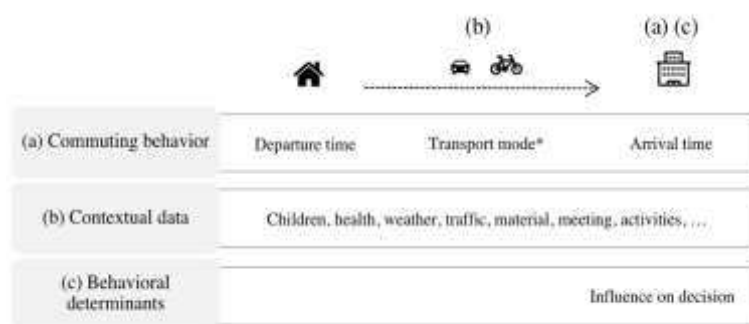 (b)
(a) (c)
(a) Commuting behavior
Departure time
Transport mode*
Arrival time
(b) Contextual data
Children, health, weather, traffic, material, meeting, activities, …
(c) Behavioral
determinants
Influence on decision